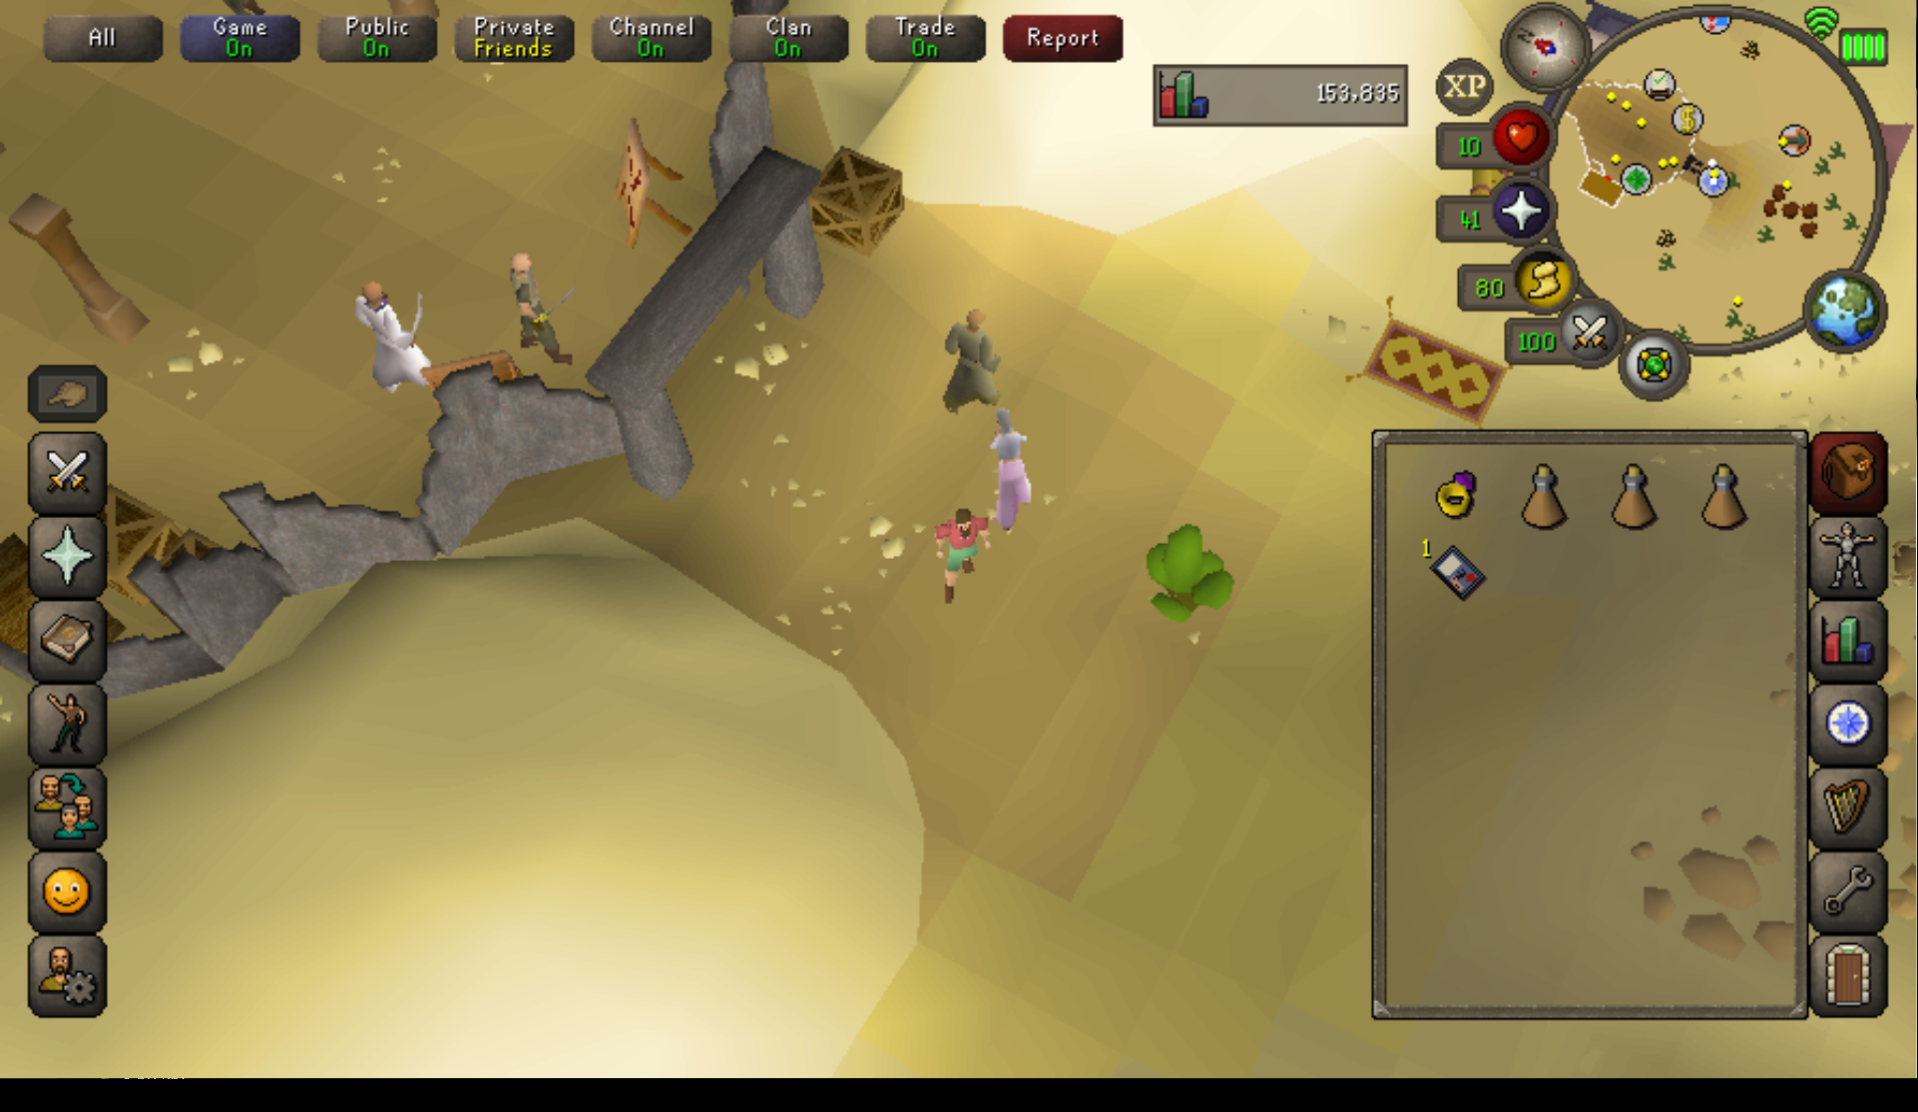 All
Game
On
Public
On
Private
Friends
Channel
On
Clan
On
Trade
On
Report
153,835
XP
10
41
80
100
1